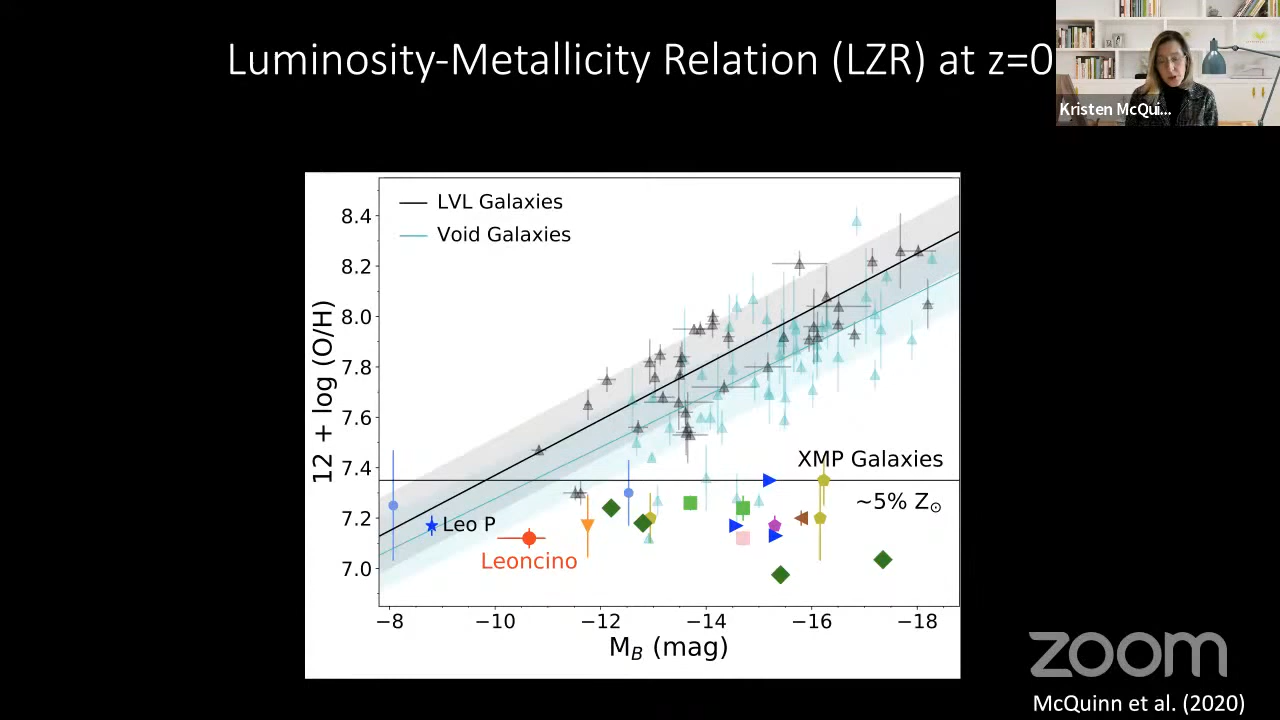 Luminosity-Metallicity Relation (LZR) at z=0
Kristen McQui...
LVL Galaxies
Void Galaxies
8.4
8.2
8.0
7.8
7.6
7.4
7.2
7.0
12 + log (O/H)
XMP Galaxies
~5% Z⊙
Leo P
Leoncino
−8
−10
−12
−14
−16
−18
M_B (mag)
zoom
McQuinn et al. (2020)